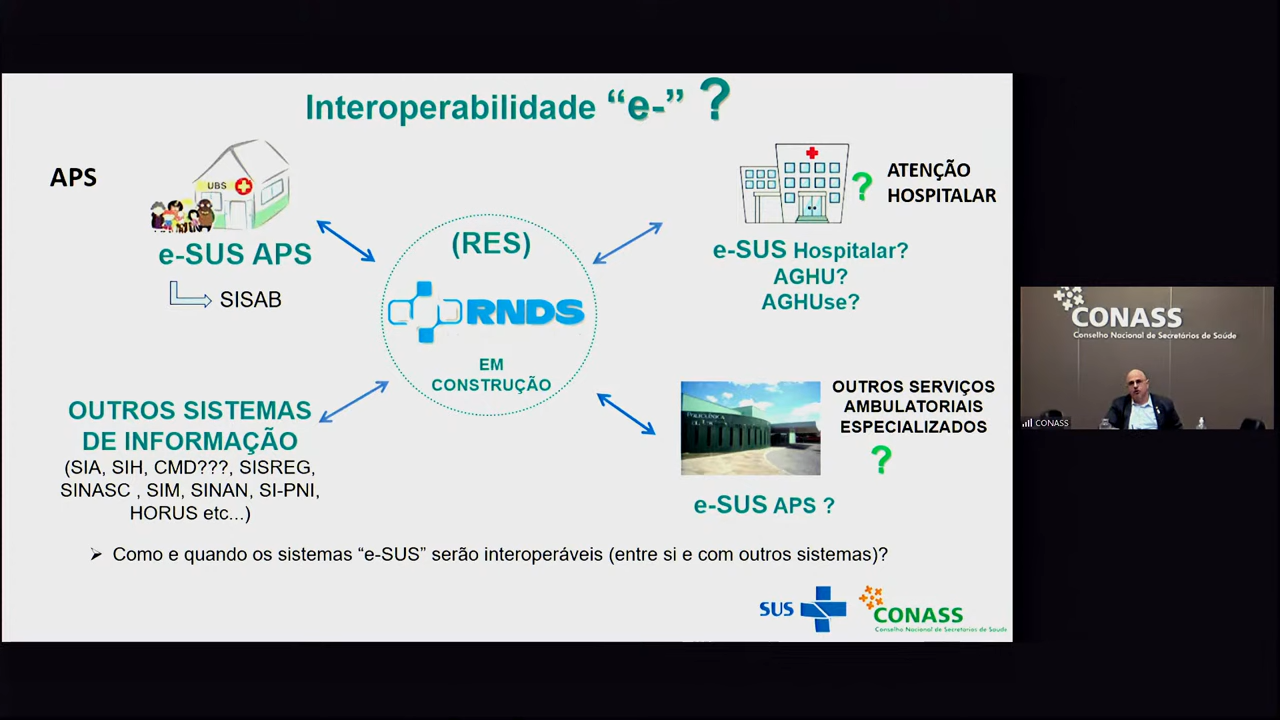 Interoperabilidade “e-” ?
APS
UBS
e-SUS APS
SISAB
(RES)
RNDS
EM
CONSTRUÇÃO
?
ATENÇÃO
HOSPITALAR
e-SUS Hospitalar?
AGHU?
AGHUse?
OUTROS SISTEMAS
DE INFORMAÇÃO
(SIA, SIH, CMD???, SISREG,
SINASC , SIM, SINAN, SI-PNI,
HORUS etc...)
POLICLÍNICA
OUTROS SERVIÇOS
AMBULATORIAIS
ESPECIALIZADOS
?
e-SUS APS ?
➢ Como e quando os sistemas “e-SUS” serão interoperáveis (entre si e com outros sistemas)?
SUS
CONASS
Conselho Nacional de Secretários de Saúde
CONASS
Conselho Nacional de Secretários de Saúde
CONASS